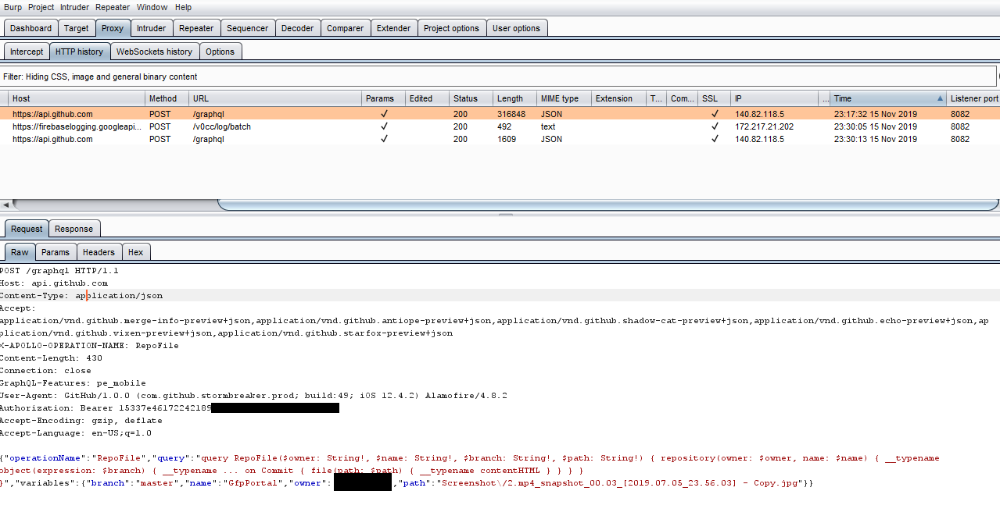 Burp Project Intruder Repeater Window Help
Dashboard Target Proxy Intruder Repeater Sequencer Decoder Comparer Extender Project options User options
Intercept HTTP history WebSockets history Options
Filter: Hiding CSS, image and general binary content
Host Method URL Params Edited Status Length MIME type Extension T... Com... SSL IP ... Time Listener port
https://api.github.com POST /graphql ✓ 200 316848 JSON ✓ 140.82.118.5 23:17:32 15 Nov 2019 8082
https://firebaselogging.googleapi... POST /v0cc/log/batch ✓ 200 492 text ✓ 172.217.21.202 23:30:05 15 Nov 2019 8082
https://api.github.com POST /graphql ✓ 200 1609 JSON ✓ 140.82.118.5 23:30:13 15 Nov 2019 8082
Request Response
Raw Params Headers Hex
POST /graphql HTTP/1.1
Host: api.github.com
Content-Type: application/json
Accept:
application/vnd.github.merge-info-preview+json,application/vnd.github.antiope-preview+json,application/vnd.github.shadow-cat-preview+json,application/vnd.github.echo-preview+json,ap
plication/vnd.github.vixen-preview+json,application/vnd.github.starfox-preview+json
X-APOLLO-OPERATION-NAME: RepoFile
Content-Length: 430
Connection: close
GraphQL-Features: pe_mobile
User-Agent: GitHub/1.0.0 (com.github.stormbreaker.prod; build:49; iOS 12.4.2) Alamofire/4.8.2
Authorization: Bearer 15337e46172242189
Accept-Encoding: gzip, deflate
Accept-Language: en-US;q=1.0
{"operationName":"RepoFile","query":"query RepoFile($owner: String!, $name: String!, $branch: String!, $path: String!) { repository(owner: $owner, name: $name) { __typename
object(expression: $branch) { __typename ... on Commit { file(path: $path) { __typename contentHTML } } } }
}","variables":{"branch":"master","name":"GfpPortal","owner": ,"path":"Screenshot\/2.mp4_snapshot_00.03_[2019.07.05_23.56.03] - Copy.jpg"}}